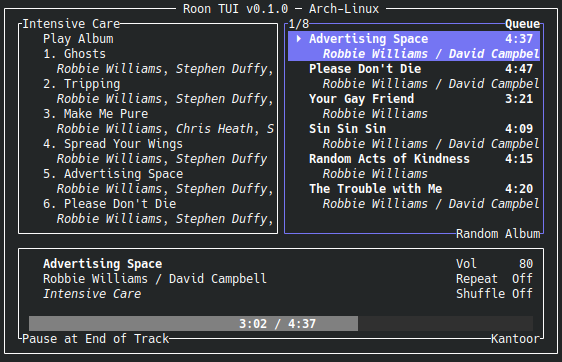 Roon TUI v0.1.0 — Arch-Linux
Intensive Care
Play Album
1. Ghosts
Robbie Williams, Stephen Duffy,
2. Tripping
Robbie Williams, Stephen Duffy,
3. Make Me Pure
Robbie Williams, Chris Heath, S
4. Spread Your Wings
Robbie Williams, Stephen Duffy
5. Advertising Space
Robbie Williams, Stephen Duffy,
6. Please Don't Die
Robbie Williams, Stephen Duffy,
1/8 Queue
Advertising Space 4:37
Robbie Williams / David Campbel
Please Don't Die 4:47
Robbie Williams / David Campbel
Your Gay Friend 3:21
Robbie Williams
Sin Sin Sin 4:09
Robbie Williams / David Campbel
Random Acts of Kindness 4:15
Robbie Williams
The Trouble with Me 4:20
Robbie Williams / David Campbel
Random Album
Advertising Space Vol 80
Robbie Williams / David Campbell Repeat Off
Intensive Care Shuffle Off
3:02 / 4:37
Pause at End of Track Kantoor